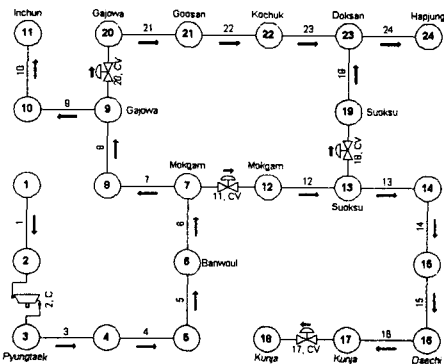 Inchun
Gajowa
Goosan
Kochuk
Doksan
Hapjung
11
20
21
21
22
22
23
23
24
24
10
20, CV
19
10
9
9
Gajowa
19
Suoksu
8
18, CV
Mokgam
Mokgam
1
8
7
7
11, CV
12
12
13
13
14
Suoksu
1
6
14
2
6
Banwoul
15
2, C
5
15
3
3
4
4
5
18
17, CV
17
16
16
Pyungtaek
Kunja
Kunja
Daechi